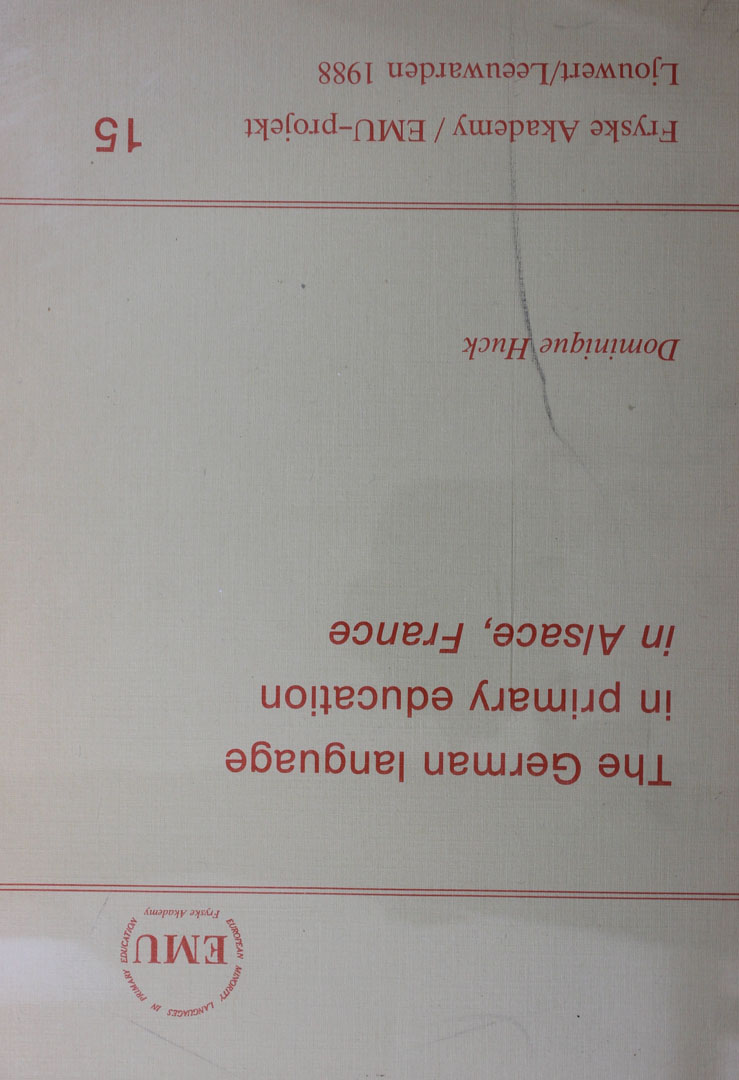 EUROPEAN MINORITY LANGUAGES IN PRIMARY EDUCATION
EMU
Fryske Akademy
The German language
in primary education
in Alsace, France
Dominique Huck
Fryske Akademy / EMU-projekt 15
Ljouwert/Leeuwarden 1988